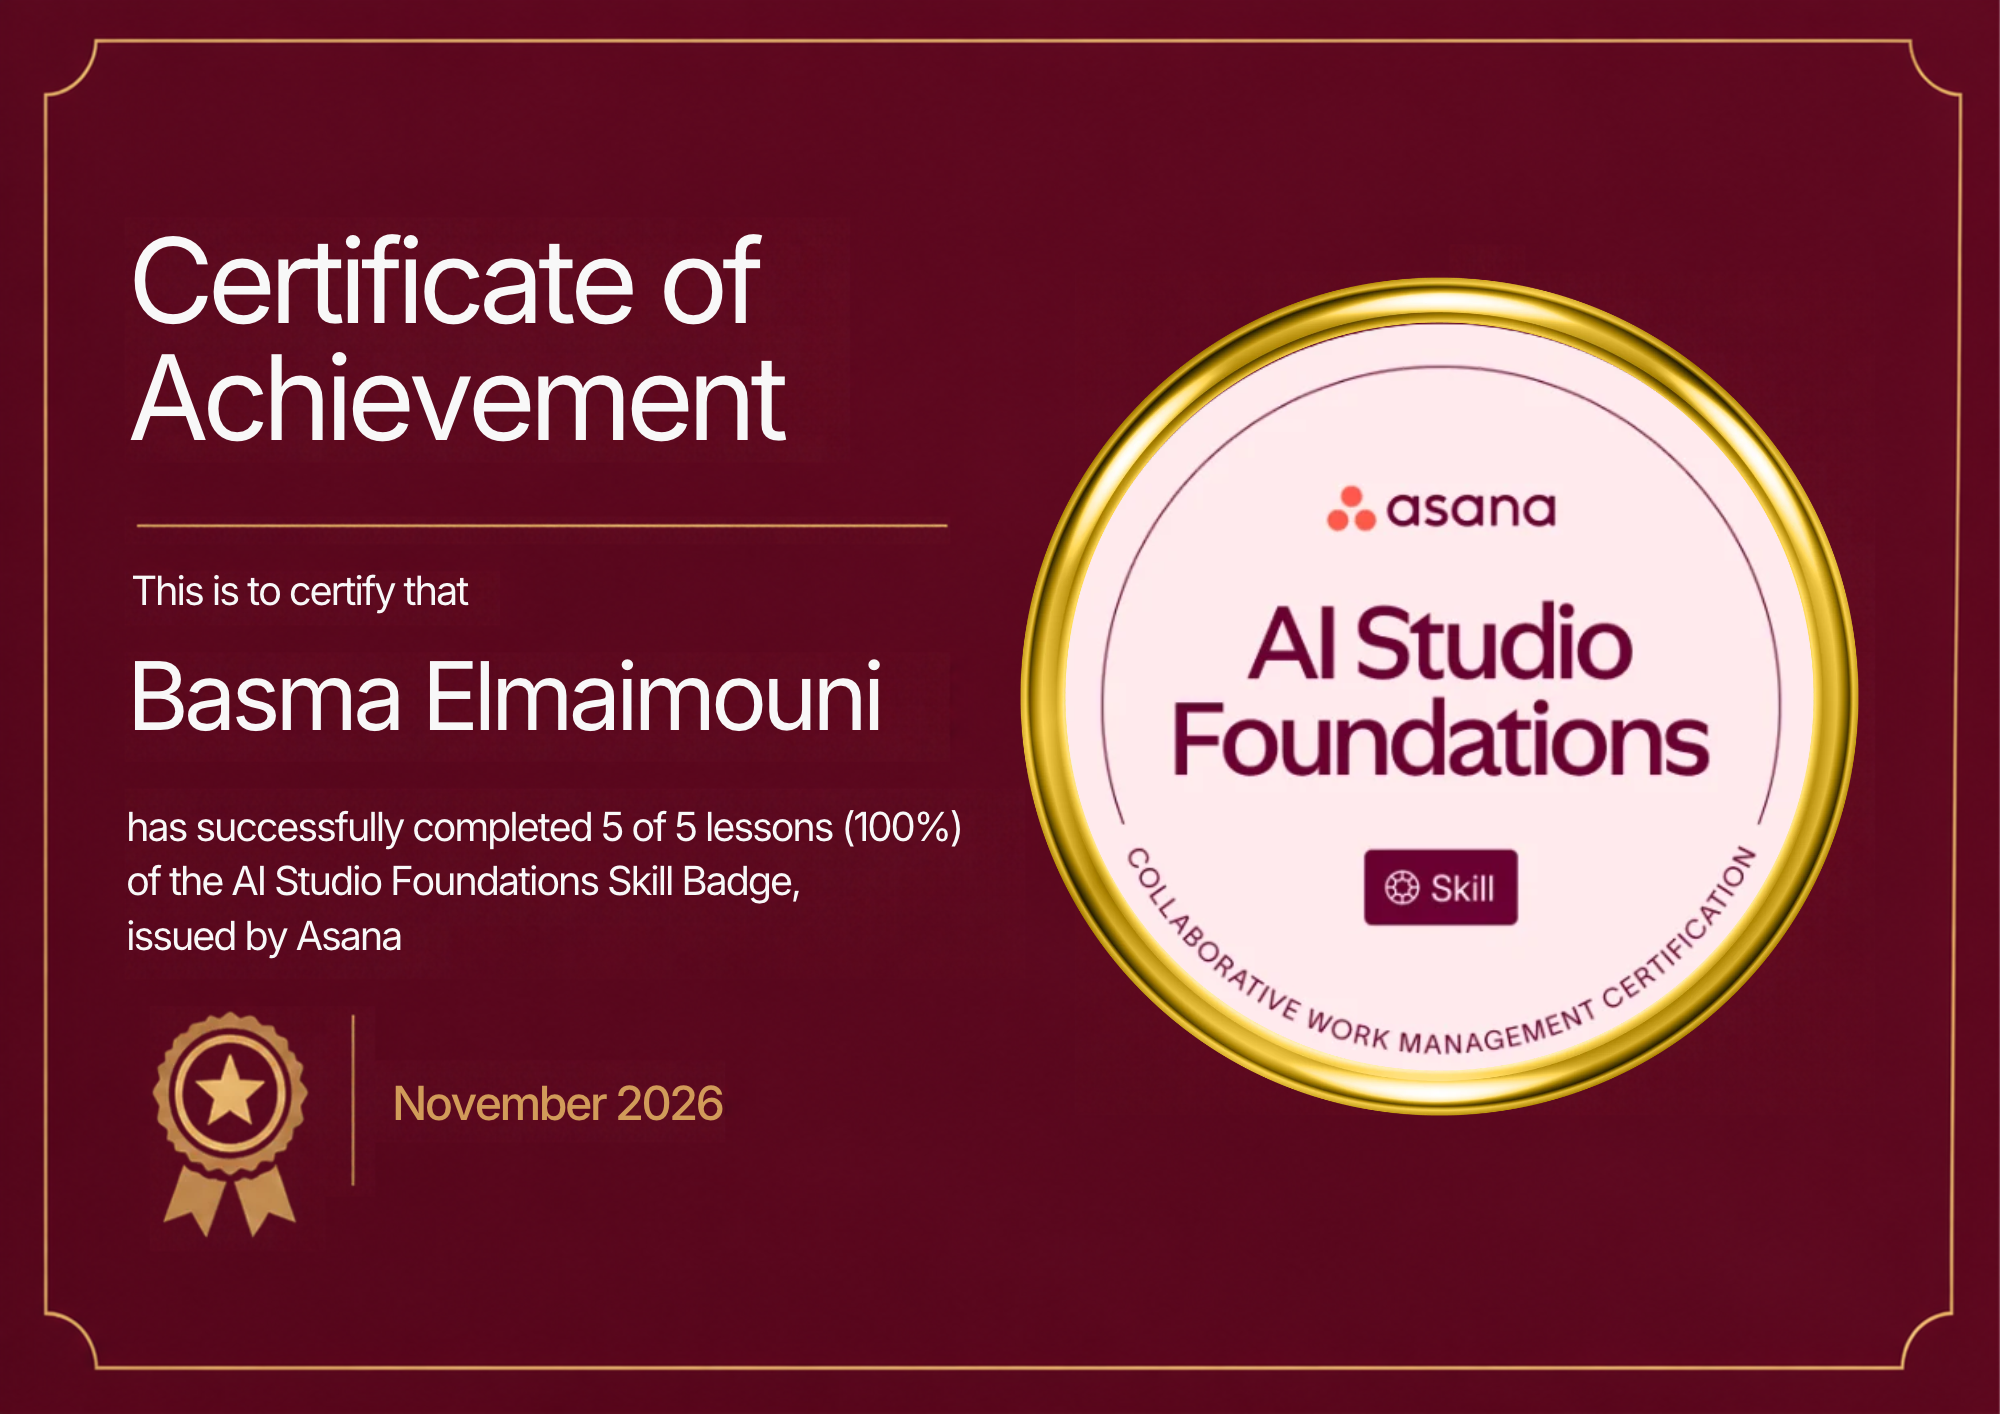 Certificate of
Achievement
This is to certify that
Basma Elmaimouni
has successfully completed 5 of 5 lessons (100%)
of the AI Studio Foundations Skill Badge,
issued by Asana
November 2026
asana
AI Studio
Foundations
Skill
COLLABORATIVE WORK MANAGEMENT CERTIFICATION